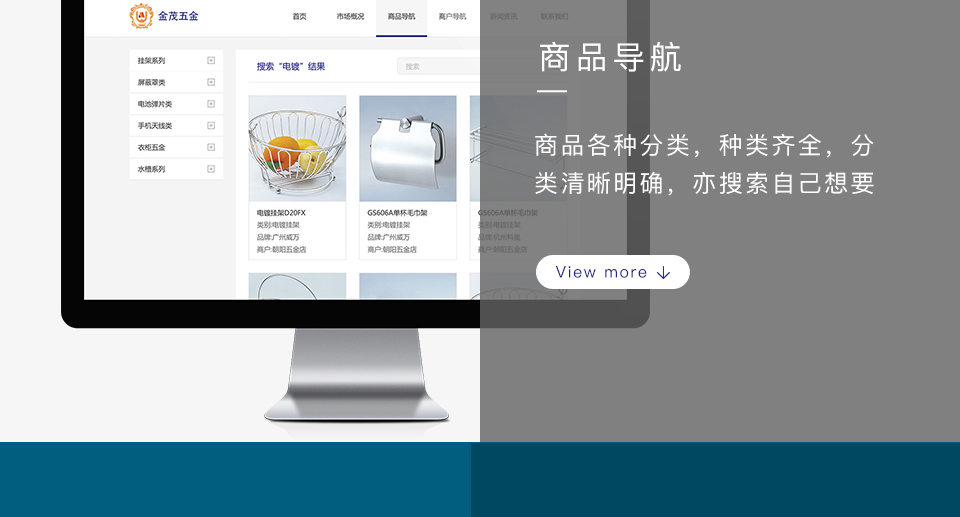 金茂五金
首页 市场概况 商品导航 商户导航 新闻资讯 联系我们
挂架系列
屏蔽罩类
电池弹片类
手机天线类
衣柜五金
水槽系列
搜索“电镀”结果
搜索
电镀挂架D20FX
类别:电镀挂架
品牌:广州威万
商户:朝阳五金店
GS606A单杯毛巾架
类别:电镀挂架
品牌:广州威万
商户:朝阳五金店
GS606A单杯毛巾架
类别:电镀挂架
商户:朝阳五金店
商品导航
商品各种分类，种类齐全，分
类清晰明确，亦搜索自己想要
View more